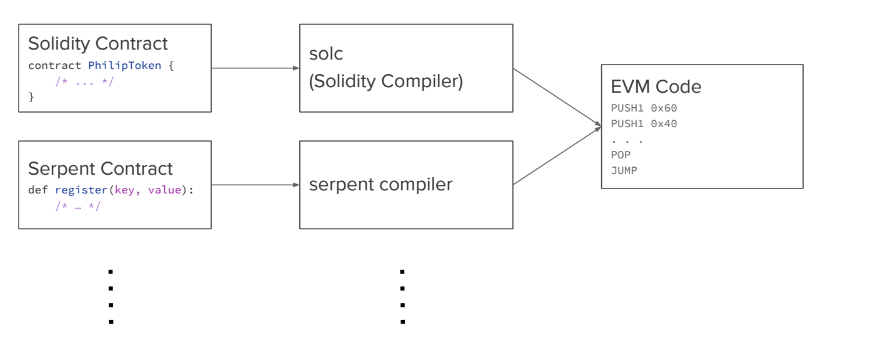 Solidity Contract
contract PhilipToken {
/* ... */
}
solc
(Solidity Compiler)
EVM Code
PUSH1 0x60
PUSH1 0x40
. . .
POP
JUMP
Serpent Contract
def register(key, value):
/* … */
serpent compiler